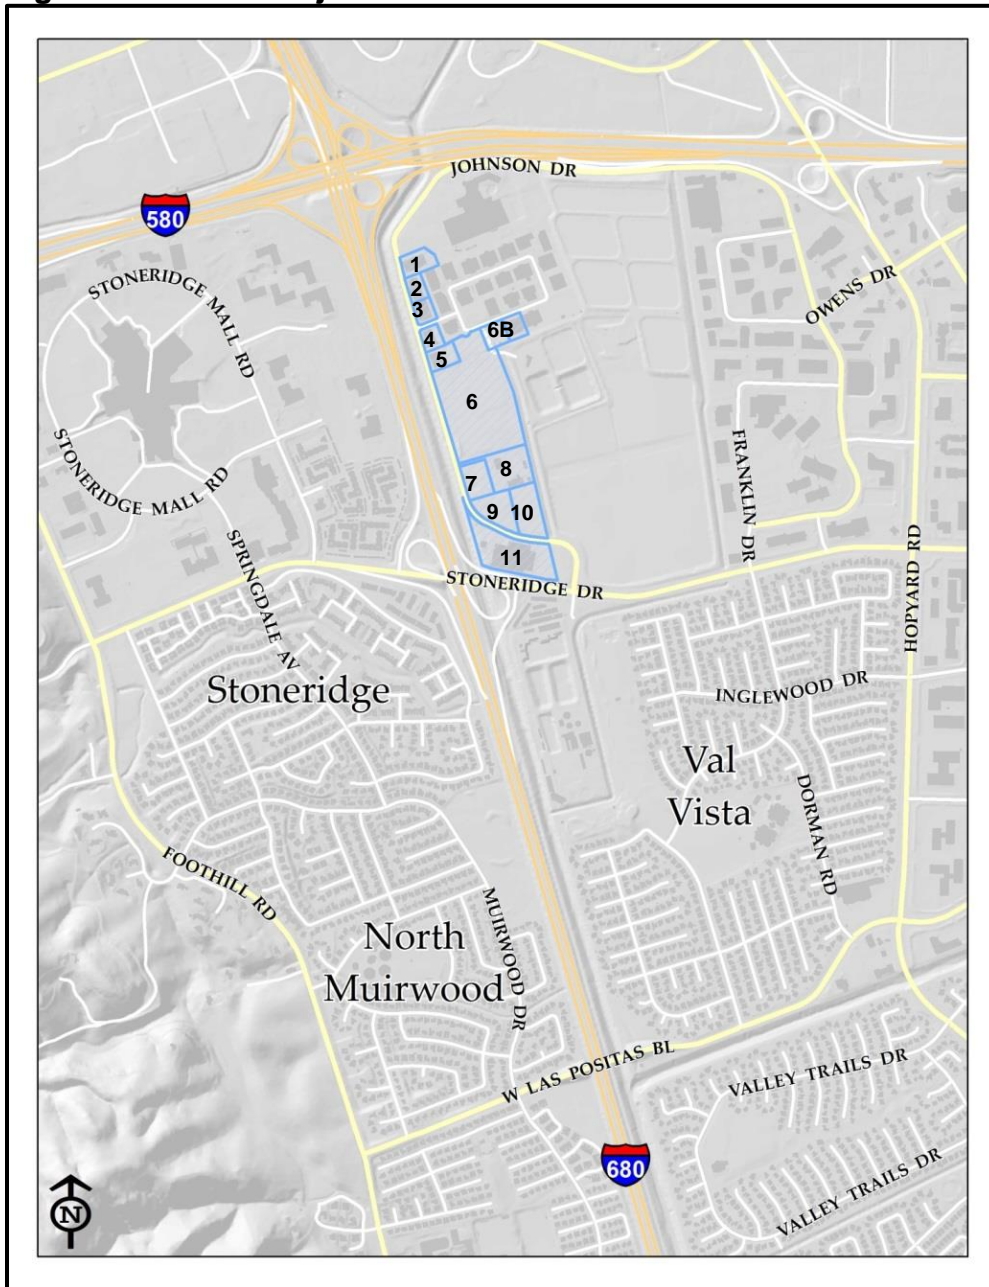 JOHNSON DR
580
1
2
3
4
5
6B
6
7
8
9
10
11
STONERIDGE MALL RD
OWENS DR
STONERIDGE MALL RD
FRANKLIN DR
SPRINGDALE AV
HOPYARD RD
STONERIDGE DR
Stoneridge
INGLEWOOD DR
Val
Vista
DORMAN RD
FOOTHILL RD
MUIRWOOD DR
North
Muirwood
W LAS POSITAS BL
VALLEY TRAILS DR
680
VALLEY TRAILS DR
N